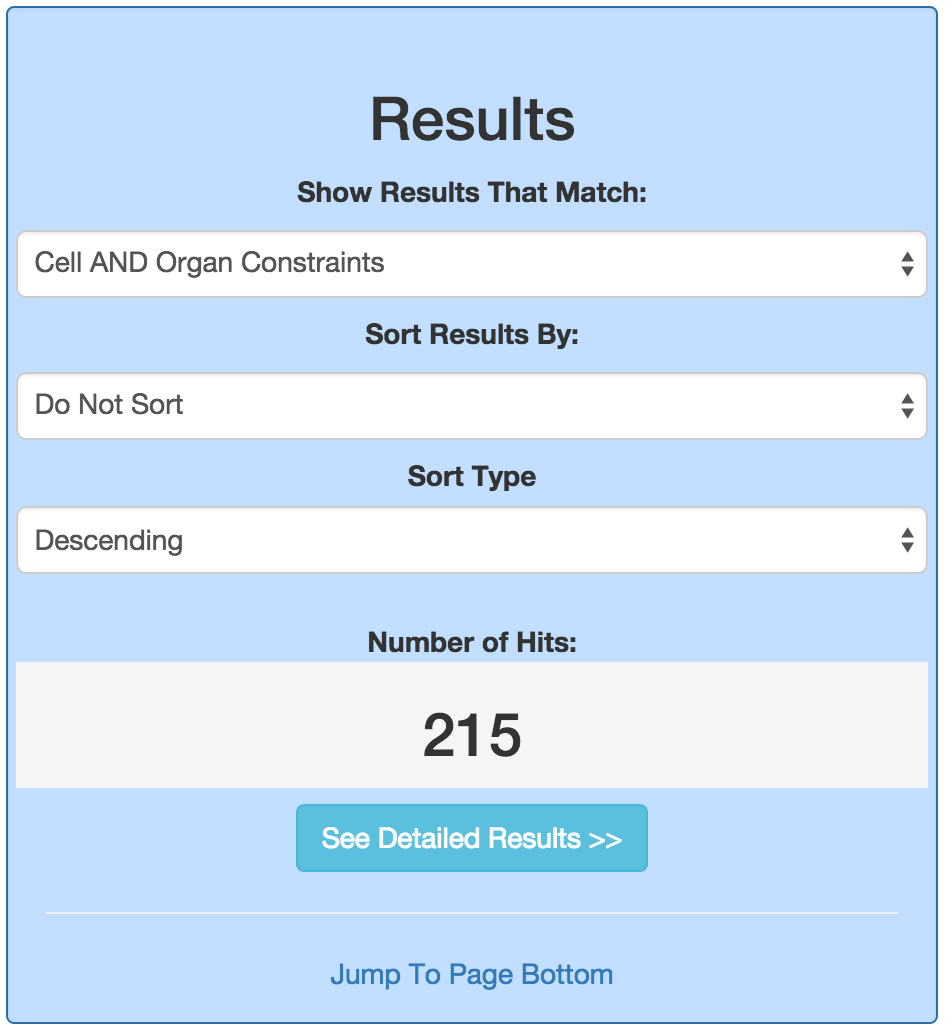 Results
Show Results That Match:
Cell AND Organ Constraints
Sort Results By:
Do Not Sort
Sort Type
Descending
Number of Hits:
215
See Detailed Results >>
Jump To Page Bottom